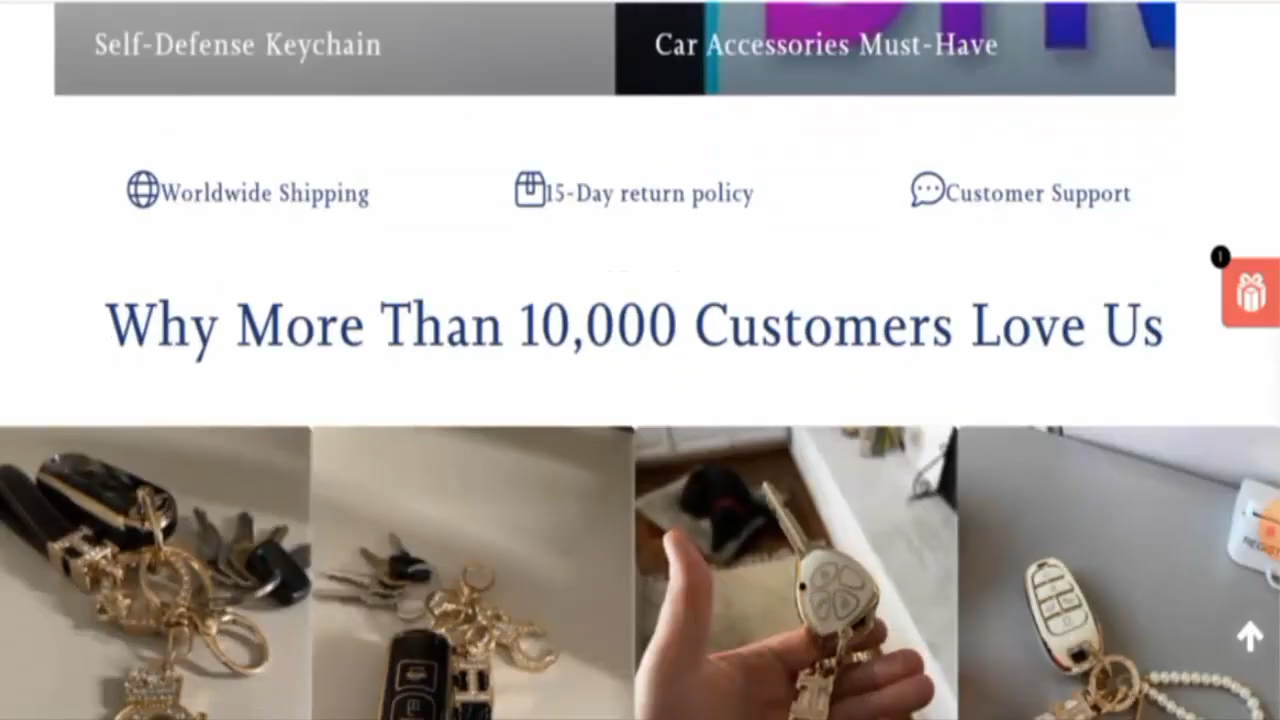 Self-Defense Keychain
Car Accessories Must-Have
Worldwide Shipping
15-Day return policy
Customer Support
1
Why More Than 10,000 Customers Love Us